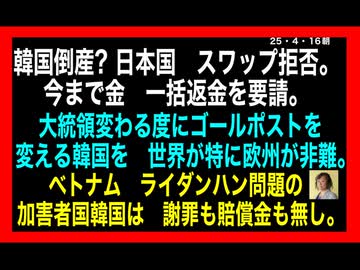 25・4・16朝
韓国倒産? 日本国　スワップ拒否。
今まで金　一括返金を要請。
大統領変わる度にゴールポストを
変える韓国を　世界が特に欧州が非難。
ベトナム　ライダンハン問題の
加害者国韓国は　謝罪も賠償金も無し。